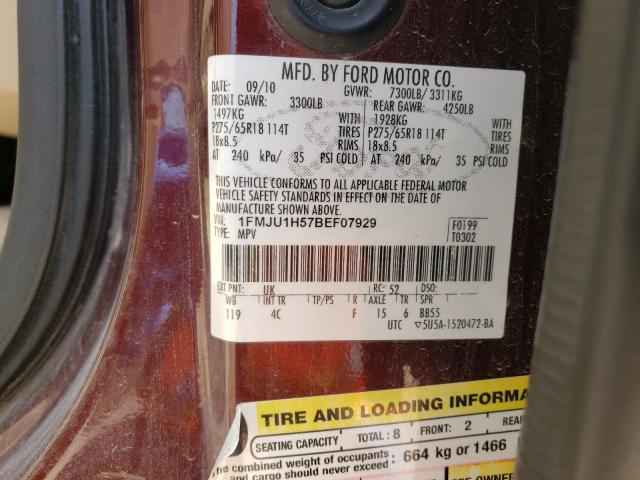 MFD. BY FORD MOTOR CO.
DATE: 09/10 GVWR: 7300LB/ 3311KG
FRONT GAWR: 3300LB REAR GAWR: 4250LB
1497KG WITH 1928KG WITH
P275/65R18 114T TIRES P275/65R18 114T TIRES
18x8.5 RIMS 18x8.5 RIMS
AT 240 kPa/ 35 PSI COLD AT 240 kPa/ 35 PSI COLD
THIS VEHICLE CONFORMS TO ALL APPLICABLE FEDERAL MOTOR
VEHICLE SAFETY STANDARDS IN EFFECT ON THE DATE OF
MANUFACTURE SHOWN ABOVE.
VIN: 1FMJU1H57BEF07929 F0199
TYPE: MPV T0302
EXT PNT: UK RC: 52 DSO:
WB INT TR TP/PS R AXLE TR SPR
119 4C F 15 6 BB55
UTC ▽5U5A-1520472-BA
TIRE AND LOADING INFORMA
SEATING CAPACITY TOTAL: 8 FRONT: 2 REAR
The combined weight of occupants
and cargo should never exceed: 664 kg or 1466
SEE OWNER